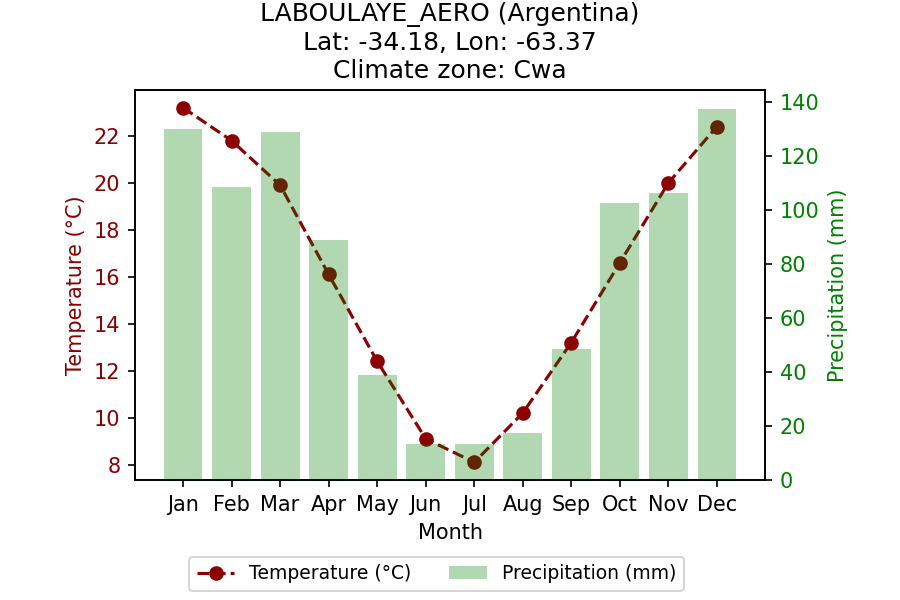 LABOULAYE_AERO (Argentina)
Lat: -34.18, Lon: -63.37
Climate zone: Cwa
Temperature (°C)
22
20
18
16
14
12
10
8
140
120
100
80
60
40
20
0
Precipitation (mm)
Jan Feb Mar Apr May Jun Jul Aug Sep Oct Nov Dec
Month
Temperature (°C) Precipitation (mm)